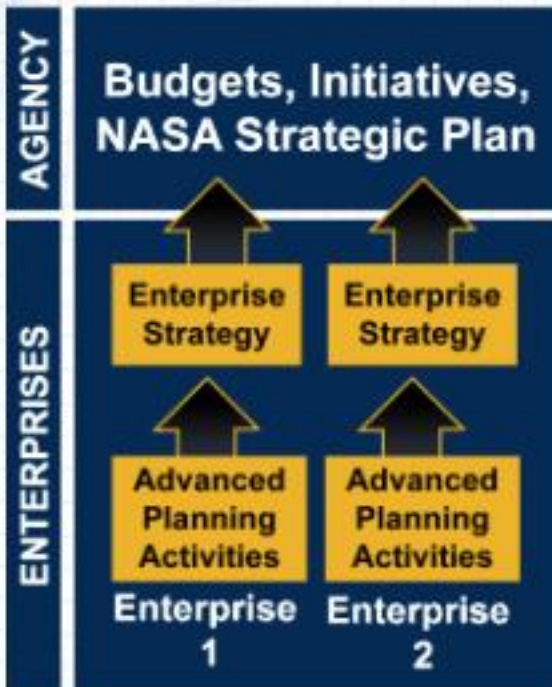 AGENCY
Budgets, Initiatives,
NASA Strategic Plan
ENTERPRISES
Enterprise
Strategy
Enterprise
Strategy
Advanced
Planning
Activities
Advanced
Planning
Activities
Enterprise
1
Enterprise
2